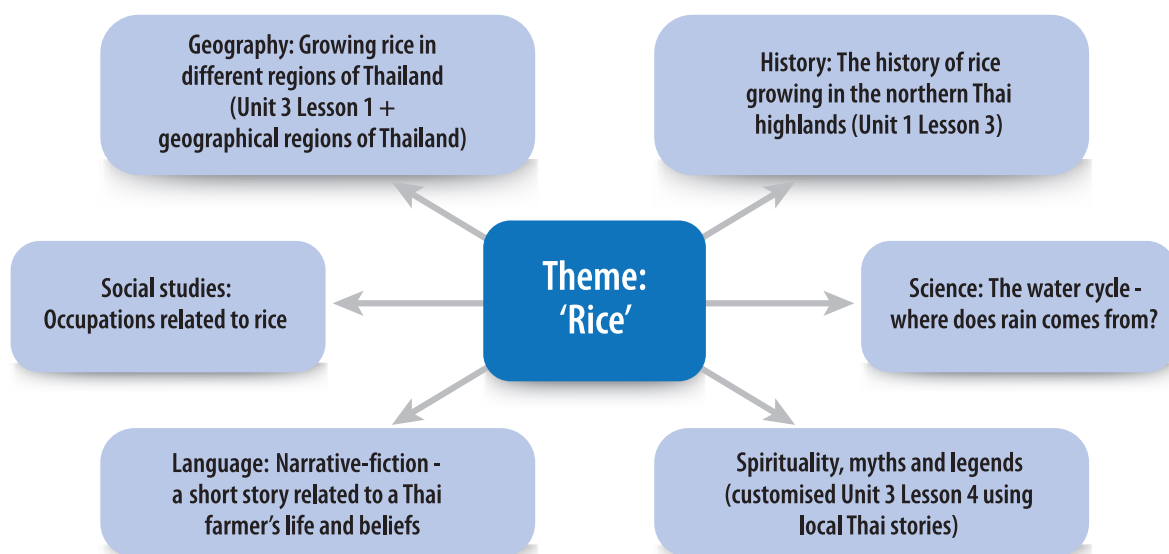 Geography: Growing rice in
different regions of Thailand
(Unit 3 Lesson 1 +
geographical regions of Thailand)
History: The history of rice
growing in the northern Thai
highlands (Unit 1 Lesson 3)
Social studies:
Occupations related to rice
Theme:
‘Rice’
Science: The water cycle -
where does rain comes from?
Language: Narrative-fiction -
a short story related to a Thai
farmer’s life and beliefs
Spirituality, myths and legends
(customised Unit 3 Lesson 4 using
local Thai stories)